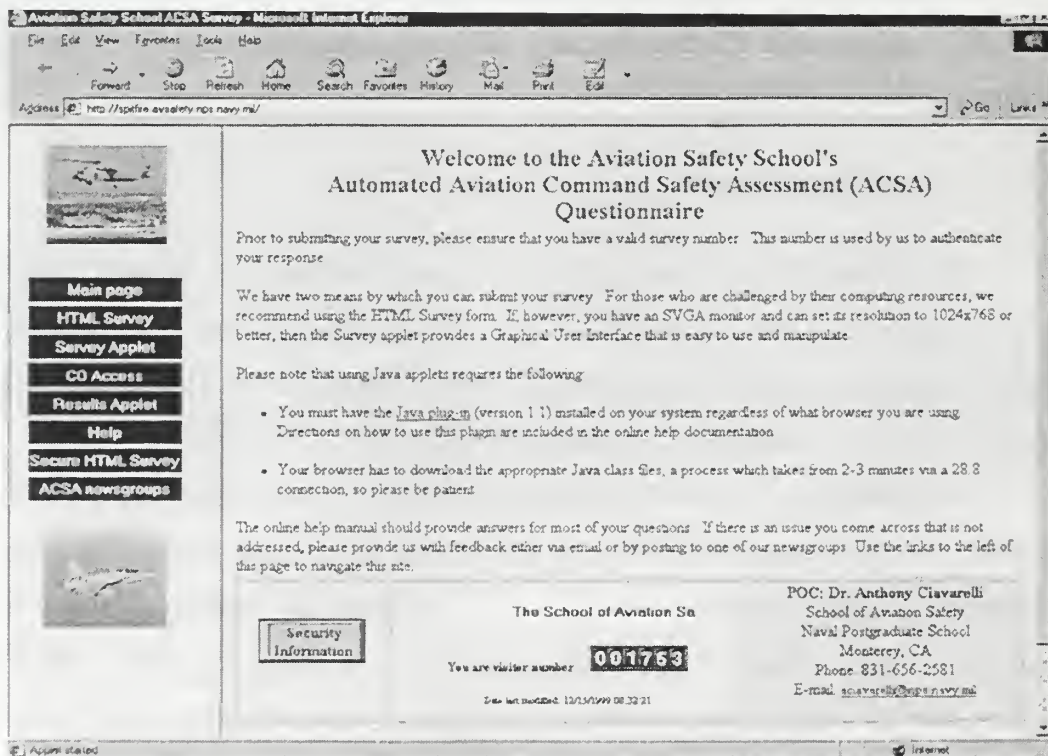 Aviation Safety School ACSA Survey - Microsoft Internet Explorer
File Edit View Favorites Tools Help
Forward Stop Refresh Home Search Favorites History Mail Print Edit
Address http://spitfire.avsafety.nps.navy.mil/ Go Links
Welcome to the Aviation Safety School's
Automated Aviation Command Safety Assessment (ACSA)
Questionnaire
Prior to submitting your survey, please ensure that you have a valid survey number This number is used by us to authenticate
your response
Main page
HTML Survey
Survey Applet
CO Access
Results Applet
Help
Secure HTML Survey
ACSA newsgroups
We have two means by which you can submit your survey For those who are challenged by their computing resources, we
recommend using the HTML Survey form. If, however, you have an SVGA monitor and can set its resolution to 1024x768 or
better, then the Survey applet provides a Graphical User Interface that is easy to use and manipulate
Please note that using Java applets requires the following
• You must have the Java plug-in (version 1 1) installed on your system regardless of what browser you are using
Directions on how to use this plugin are included in the online help documentation
• Your browser has to download the appropriate Java class files, a process which takes from 2-3 minutes via a 28.8
connection, so please be patient
The online help manual should provide answers for most of your questions If there is an issue you come across that is not
addressed, please provide us with feedback either via email or by posting to one of our newsgroups Use the links to the left of
this page to navigate this site.
Security
Information
The School of Aviation Sa
You are visitor number 001763
Date last modified: 12/13/1999 08:32:21
POC: Dr. Anthony Ciavarelli
School of Aviation Safety
Naval Postgraduate School
Monterey, CA
Phone 831-656-2581
E-mail
Applet started Internet